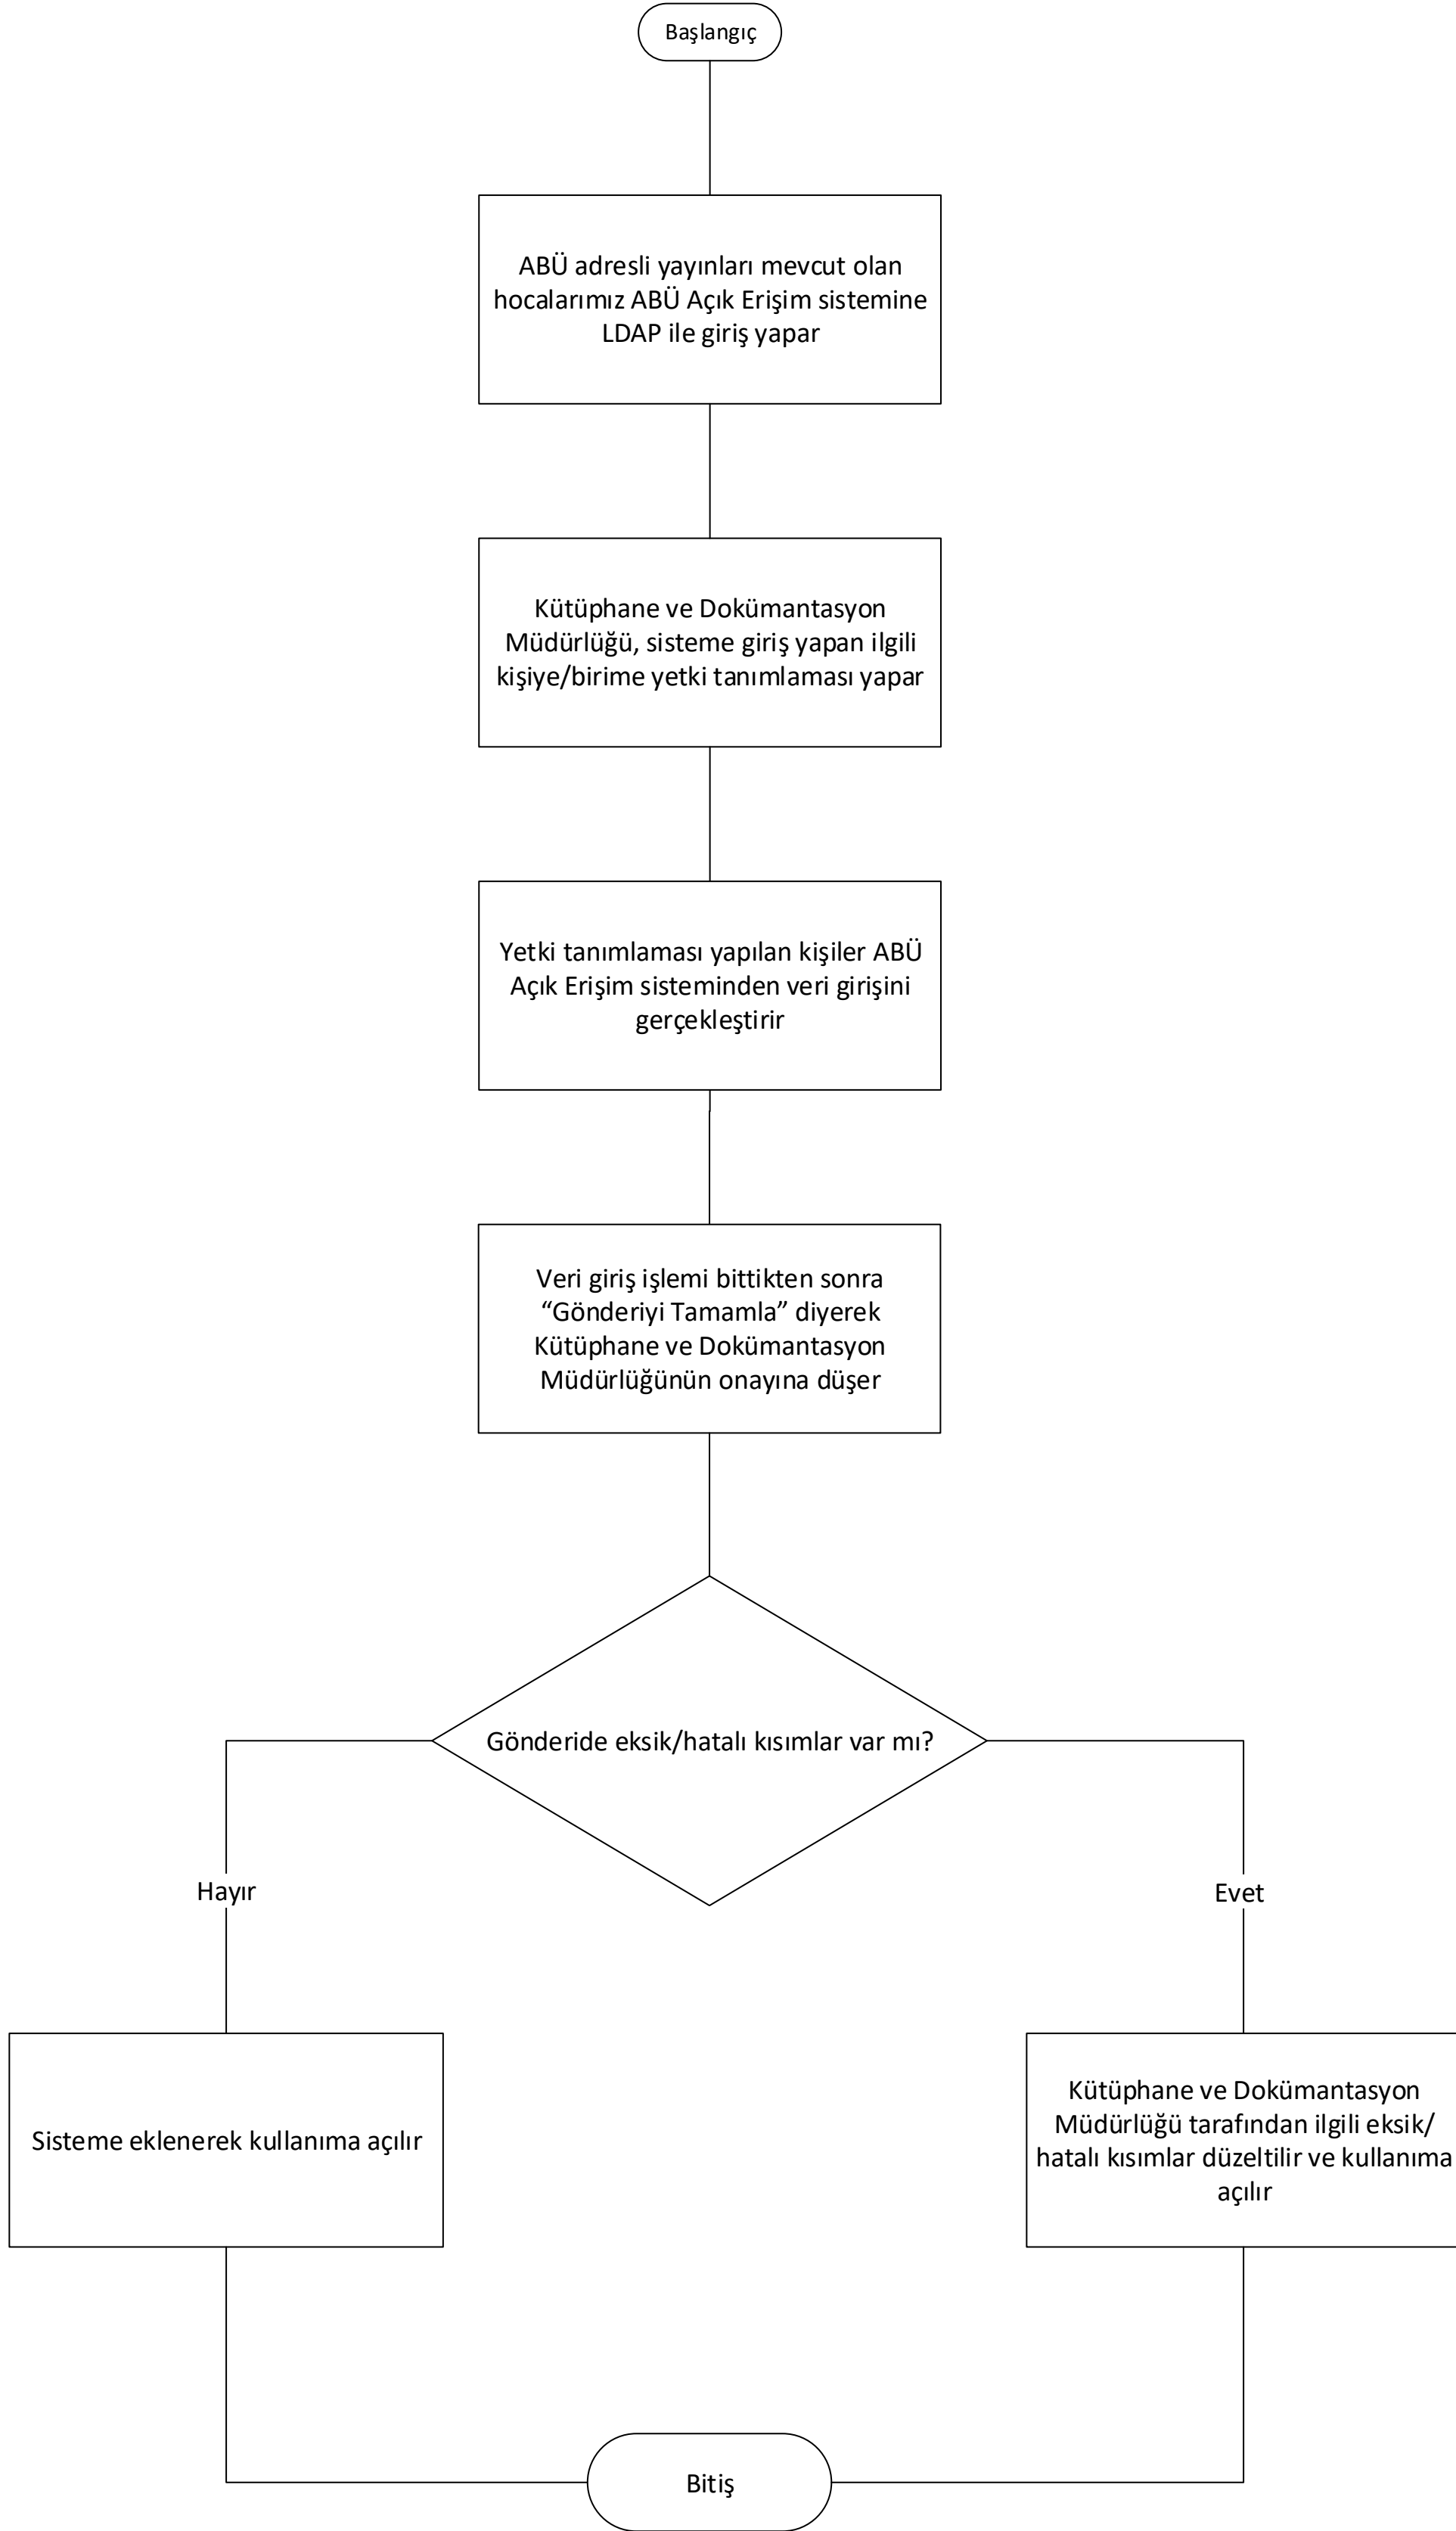 Başlangıç
ABÜ adresli yayınları mevcut olan
hocalarımız ABÜ Açık Erişim sistemine
LDAP ile giriş yapar
Kütüphane ve Dokümantasyon
Müdürlüğü, sisteme giriş yapan ilgili
kişiye/birime yetki tanımlaması yapar
Yetki tanımlaması yapılan kişiler ABÜ
Açık Erişim sisteminden veri girişini
gerçekleştirir
Veri giriş işlemi bittikten sonra
“Gönderiyi Tamamla” diyerek
Kütüphane ve Dokümantasyon
Müdürlüğünün onayına düşer
Gönderide eksik/hatalı kısımlar var mı?
Hayır
Evet
Sisteme eklenerek kullanıma açılır
Kütüphane ve Dokümantasyon
Müdürlüğü tarafından ilgili eksik/
hatalı kısımlar düzeltilir ve kullanıma
açılır
Bitiş